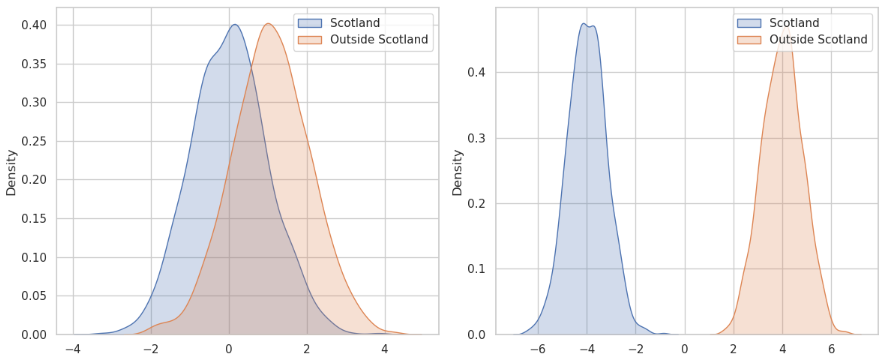 Scotland
Outside Scotland
Density
0.40
0.35
0.30
0.25
0.20
0.15
0.10
0.05
0.00
−4 −2 0 2 4
Scotland
Outside Scotland
Density
0.4
0.3
0.2
0.1
0.0
−6 −4 −2 0 2 4 6